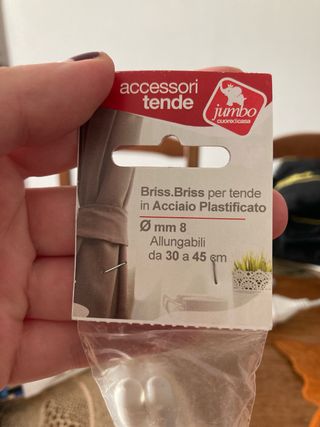 accessori
tende
jumbo
cuoredicasa
Briss.Briss per tende
in Acciaio Plastificato
Ø mm 8
Allungabili
da 30 a 45 cm